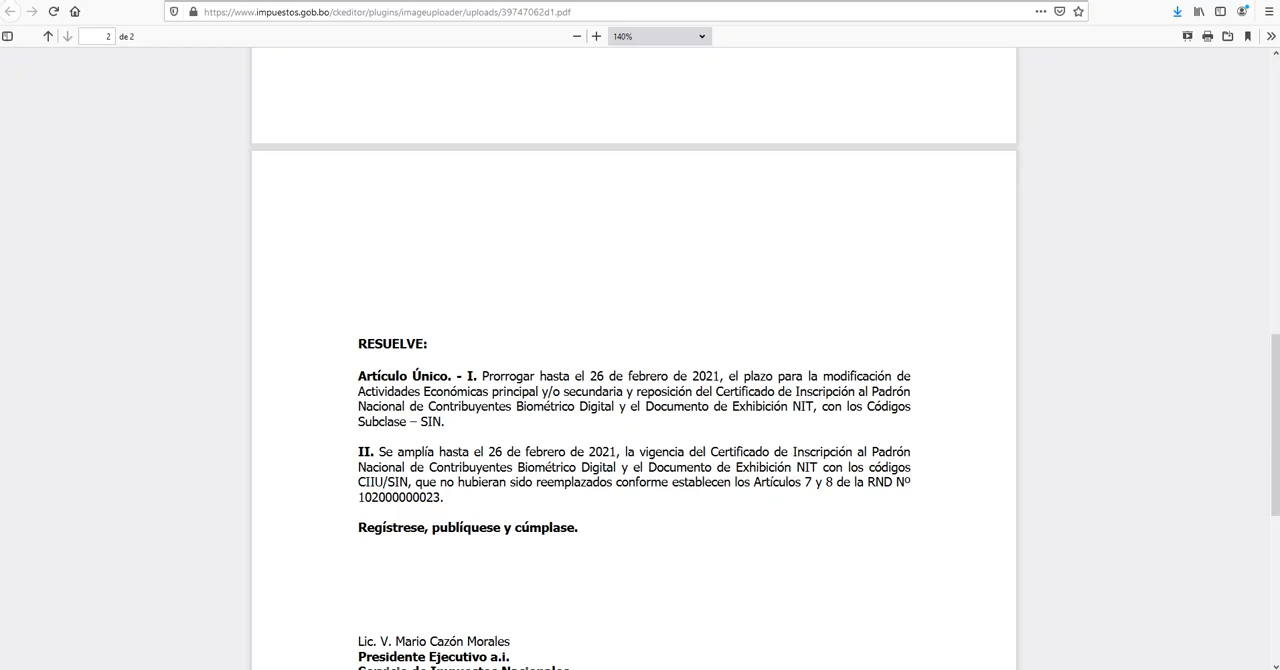 https://www.impuestos.gob.bo/ckeditor/plugins/imageuploader/uploads/39747062d1.pdf
2 de 2
140%
RESUELVE:
Artículo Único. - I. Prorrogar hasta el 26 de febrero de 2021, el plazo para la modificación de
Actividades Económicas principal y/o secundaria y reposición del Certificado de Inscripción al Padrón
Nacional de Contribuyentes Biométrico Digital y el Documento de Exhibición NIT, con los Códigos
Subclase – SIN.
II. Se amplía hasta el 26 de febrero de 2021, la vigencia del Certificado de Inscripción al Padrón
Nacional de Contribuyentes Biométrico Digital y el Documento de Exhibición NIT con los códigos
CIIU/SIN, que no hubieran sido reemplazados conforme establecen los Artículos 7 y 8 de la RND Nº
102000000023.
Regístrese, publíquese y cúmplase.
Lic. V. Mario Cazón Morales
Presidente Ejecutivo a.i.
Servicio de Impuestos Nacionales